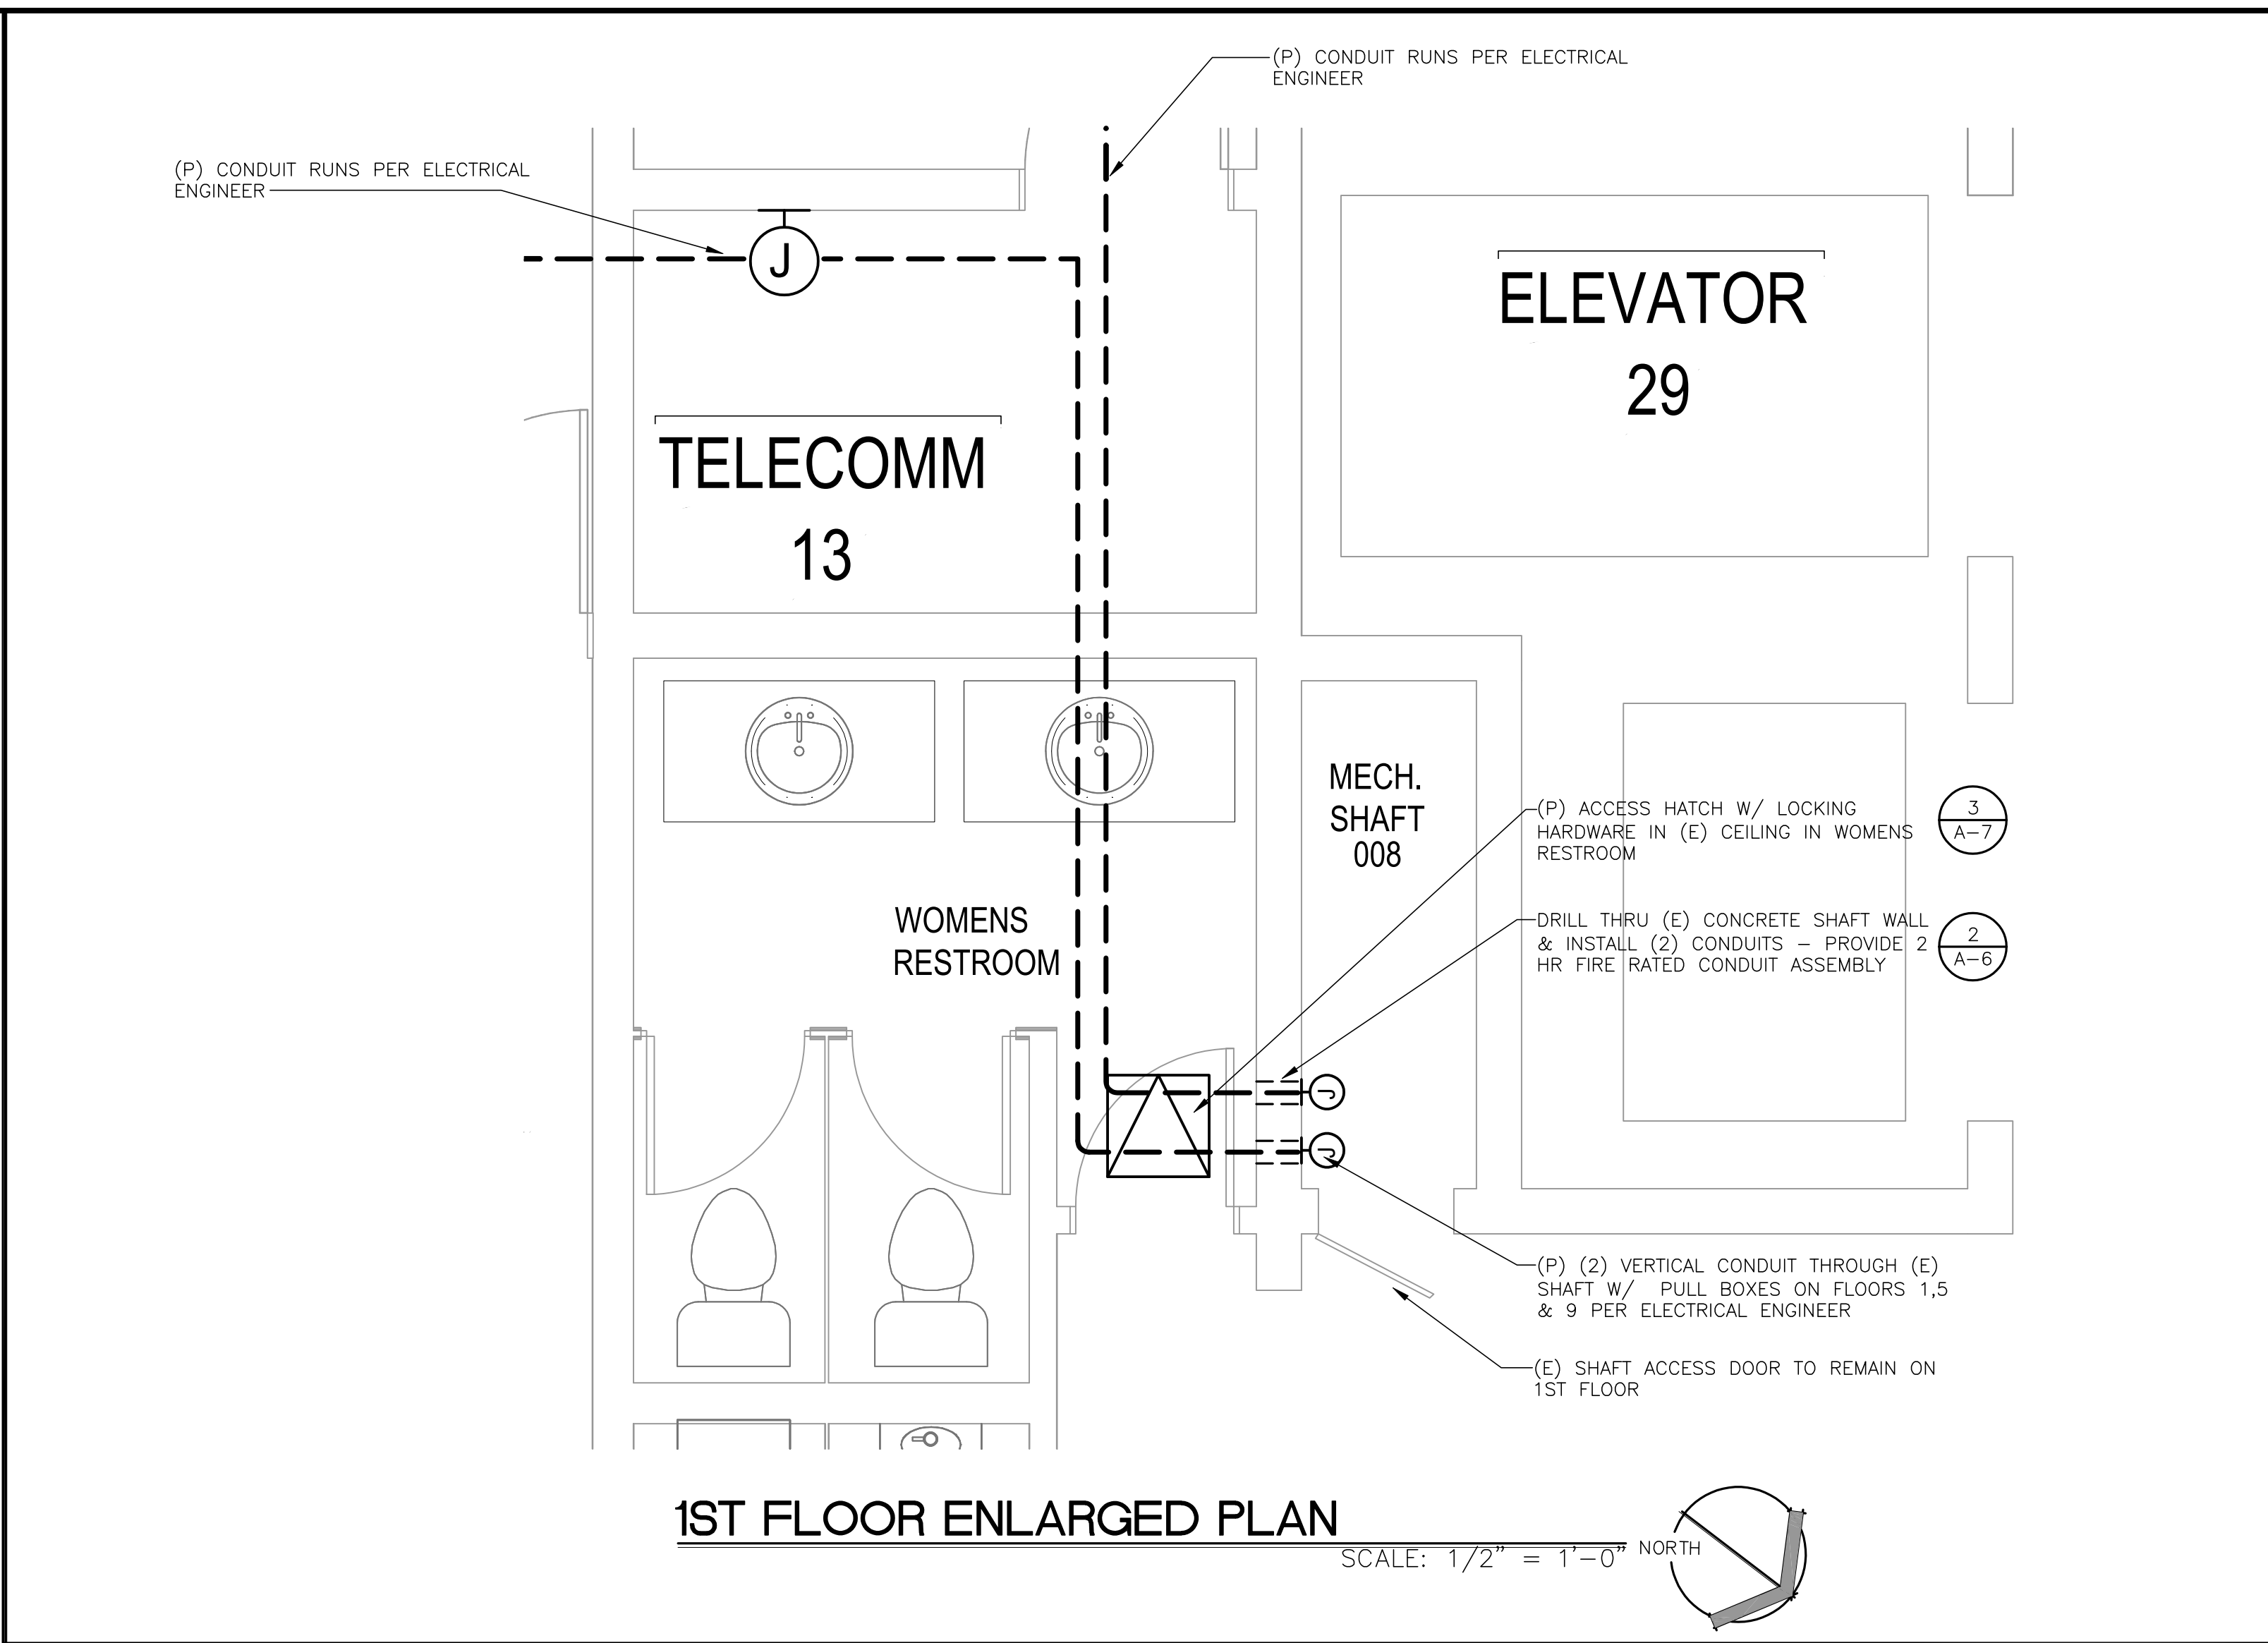 (P) CONDUIT RUNS PER ELECTRICAL
ENGINEER
(P) CONDUIT RUNS PER ELECTRICAL
ENGINEER
J
ELEVATOR
29
TELECOMM
13
MECH.
SHAFT
008
(P) ACCESS HATCH W/ LOCKING
HARDWARE IN (E) CEILING IN WOMENS
RESTROOM
3
A-7
WOMENS
RESTROOM
DRILL THRU (E) CONCRETE SHAFT WALL
& INSTALL (2) CONDUITS – PROVIDE 2
HR FIRE RATED CONDUIT ASSEMBLY
2
A-6
J
J
(P) (2) VERTICAL CONDUIT THROUGH (E)
SHAFT W/ PULL BOXES ON FLOORS 1,5
& 9 PER ELECTRICAL ENGINEER
(E) SHAFT ACCESS DOOR TO REMAIN ON
1ST FLOOR
1ST FLOOR ENLARGED PLAN
SCALE: 1/2" = 1'-0"
NORTH